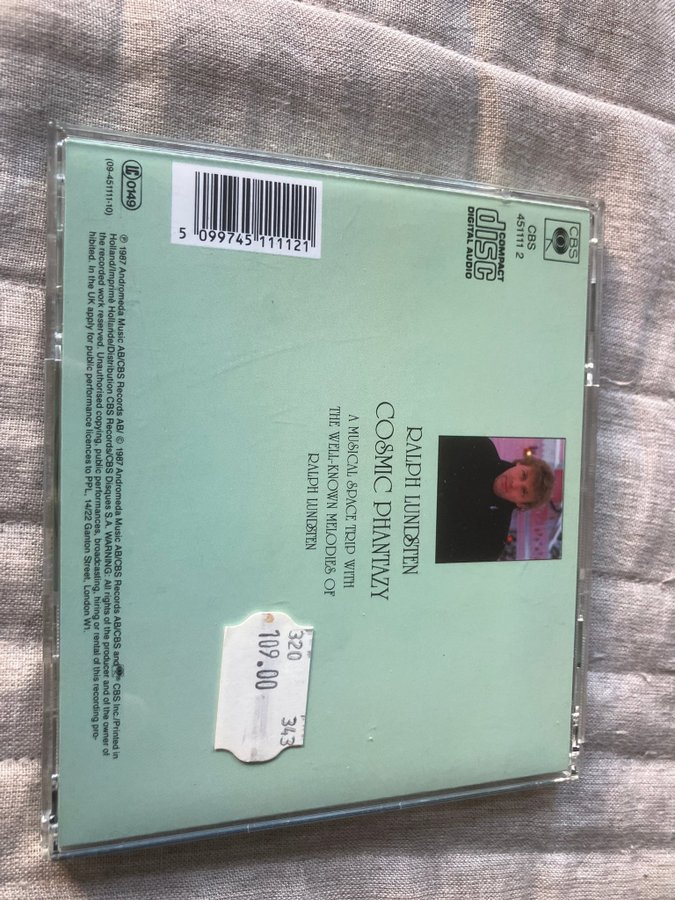 CBS
CBS
451111 2
COMPACT
disc
DIGITAL AUDIO
5 099745 111121
RALPH LUNDSTEN
COSMIC PHANTAZY
A MUSICAL SPACE TRIP WITH
THE WELL-KNOWN MELODIES OF
RALPH LUNDSTEN
320 343
109.00
LC 0149
(09-451111-10)
℗ 1987 Andromeda Music AB/CBS Records AB/ © 1987 Andromeda Music AB/CBS Records AB/CBS and CBS Inc./Printed in
Holland/Imprimé Hollande/Distribution CBS Records/CBS Disques S.A. WARNING: All rights of the producer and of the owner of
the recorded work reserved. Unauthorised copying, public performances, broadcasting, hiring or rental of this recording pro-
hibited. In the UK apply for public performance licences to PPL, 14/22 Ganton Street, London W1.